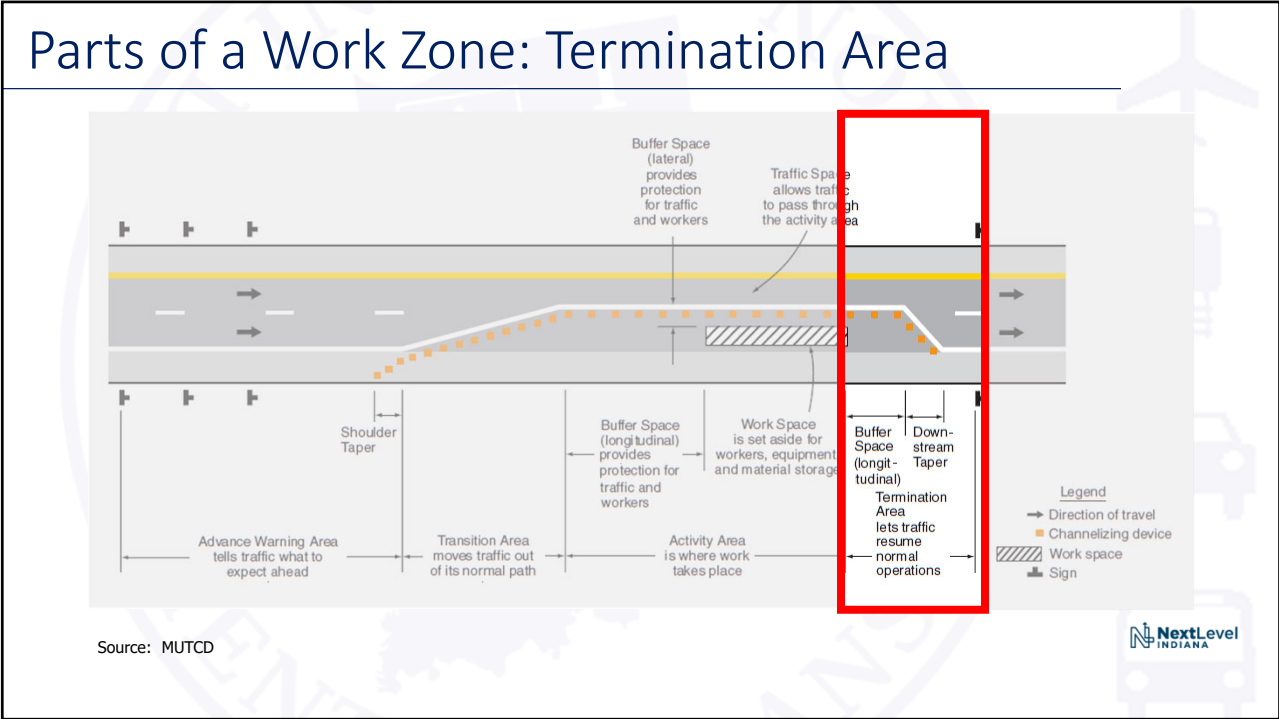 Parts of a Work Zone: Termination Area
Buffer Space
(lateral)
provides
protection
for traffic
and workers
Traffic Space
allows traffic
to pass through
the activity area
Shoulder
Taper
Buffer Space
(longitudinal)
provides
protection for
traffic and
workers
Work Space
is set aside for
workers, equipment
and material storage
Buffer
Space
(longit-
tudinal)
Down-
stream
Taper
Advance Warning Area
tells traffic what to
expect ahead
Transition Area
moves traffic out
of its normal path
Activity Area
is where work
takes place
Termination
Area
lets traffic
resume
normal
operations
Legend
Direction of travel
Channelizing device
Work space
Sign
Source: MUTCD
NextLevel
INDIANA